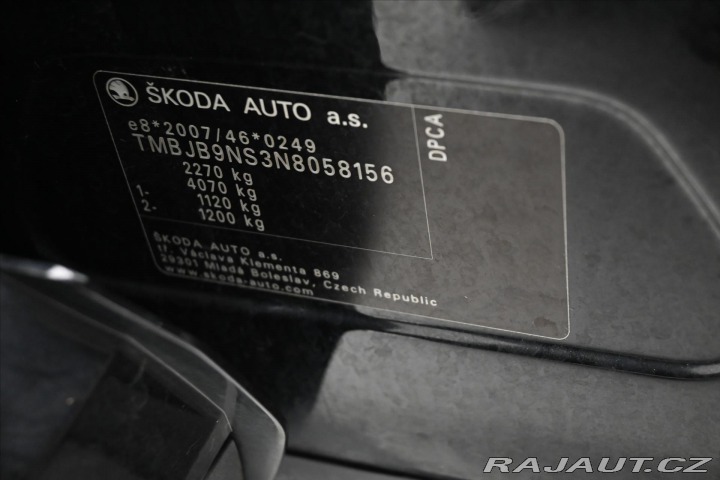 ŠKODA AUTO a.s.
e8*2007/46*0249
TMBJB9NS3N8058156
2270 kg
1- 4070 kg
2- 1120 kg
1200 kg
DPCA
ŠKODA AUTO a.s.
tř. Václava Klementa 869
29301 Mladá Boleslav, Czech Republic
www.skoda-auto.com
RAJAUT.CZ